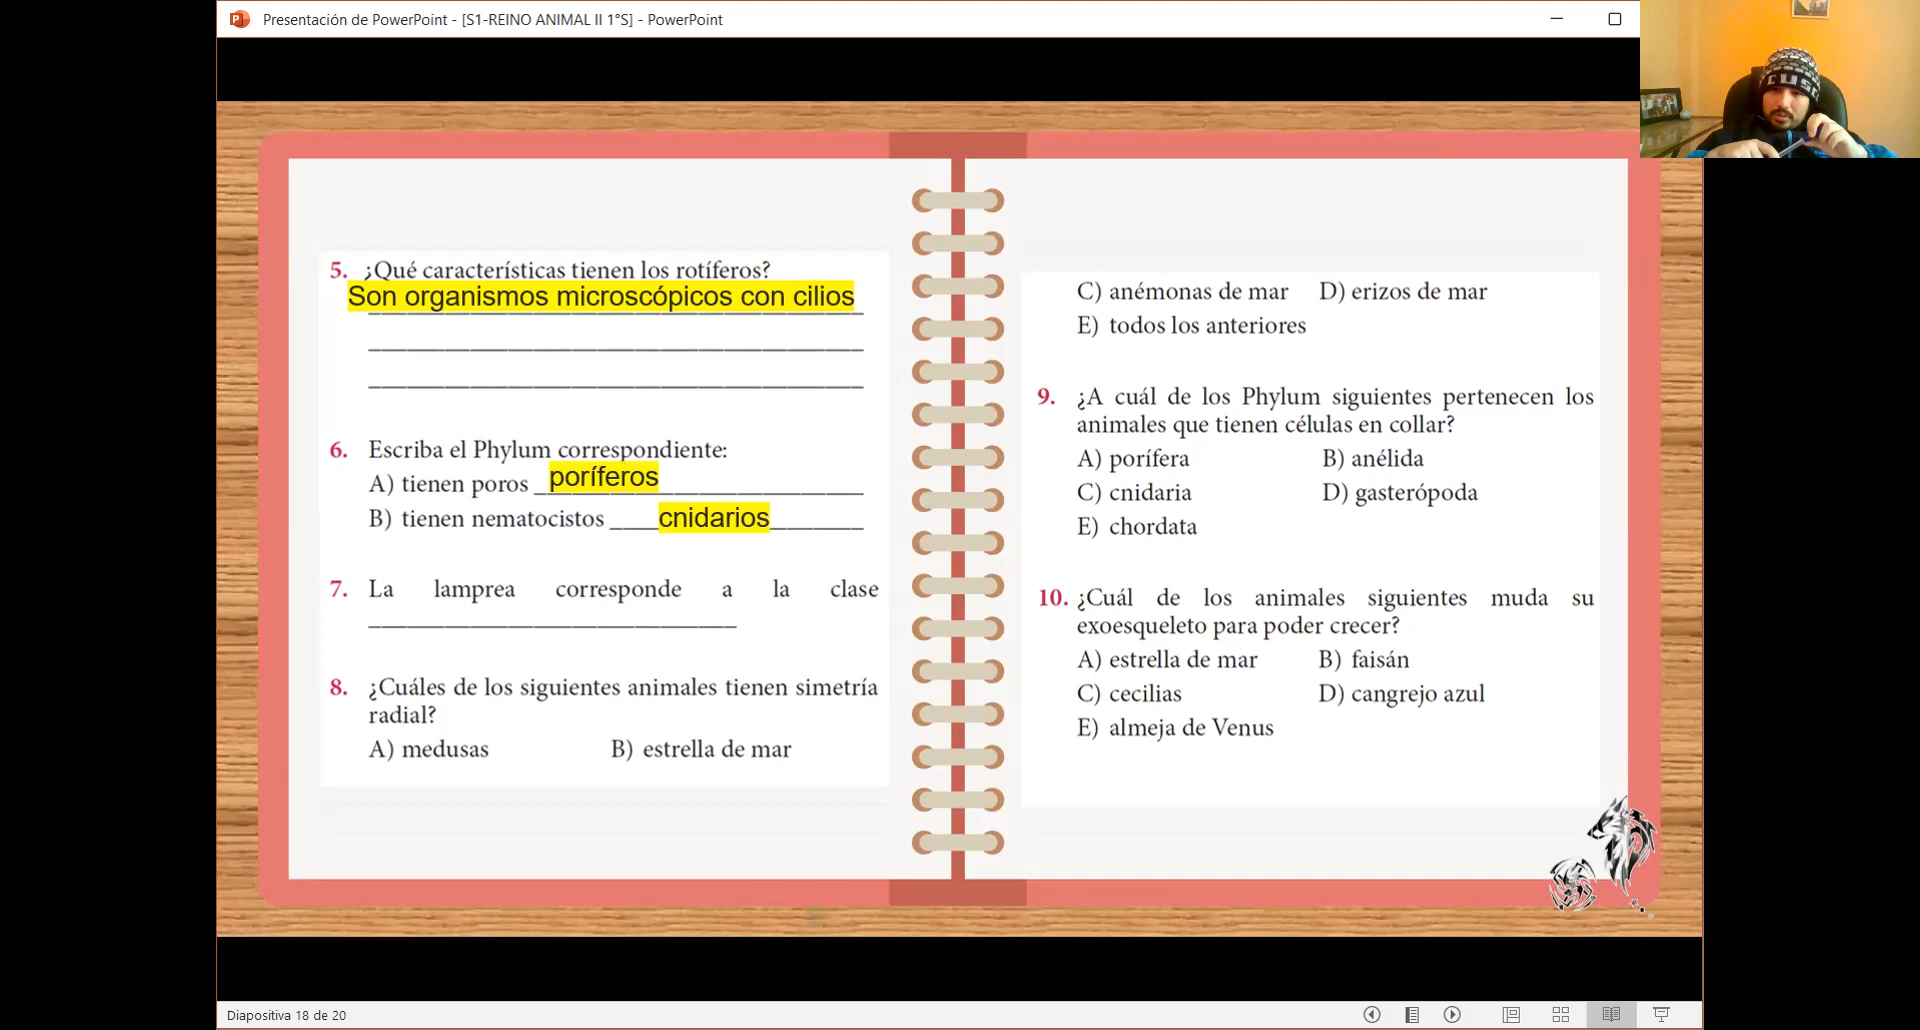 Presentación de PowerPoint - [S1-REINO ANIMAL II 1°S] - PowerPoint
5. ¿Qué características tienen los rotíferos?
Son organismos microscópicos con cilios
6. Escriba el Phylum correspondiente:
A) tienen poros poríferos
B) tienen nematocistos cnidarios
7. La lamprea corresponde a la clase
8. ¿Cuáles de los siguientes animales tienen simetría
radial?
A) medusas B) estrella de mar
C) anémonas de mar D) erizos de mar
E) todos los anteriores
9. ¿A cuál de los Phylum siguientes pertenecen los
animales que tienen células en collar?
A) porífera B) anélida
C) cnidaria D) gasterópoda
E) chordata
10. ¿Cuál de los animales siguientes muda su
exoesqueleto para poder crecer?
A) estrella de mar B) faisán
C) cecilias D) cangrejo azul
E) almeja de Venus
Diapositiva 18 de 20